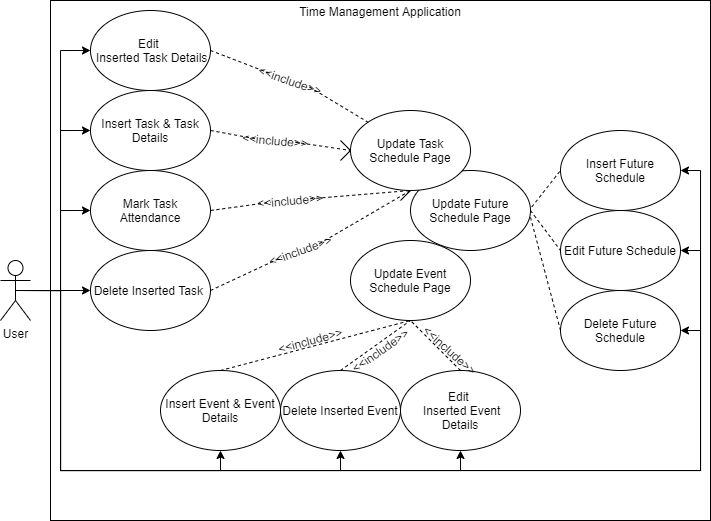 Time Management Application
Edit
Inserted Task Details
<<include>>
Insert Task & Task
Details
<<include>>
Update Task
Schedule Page
Insert Future
Schedule
Mark Task
Attendance
<<include>>
Update Future
Schedule Page
Edit Future Schedule
<<include>>
Delete Inserted Task
Update Event
Schedule Page
User
Delete Future
Schedule
<<include>>
<<include>>
<<include>>
Insert Event & Event
Details
Delete Inserted Event
Edit
Inserted Event
Details